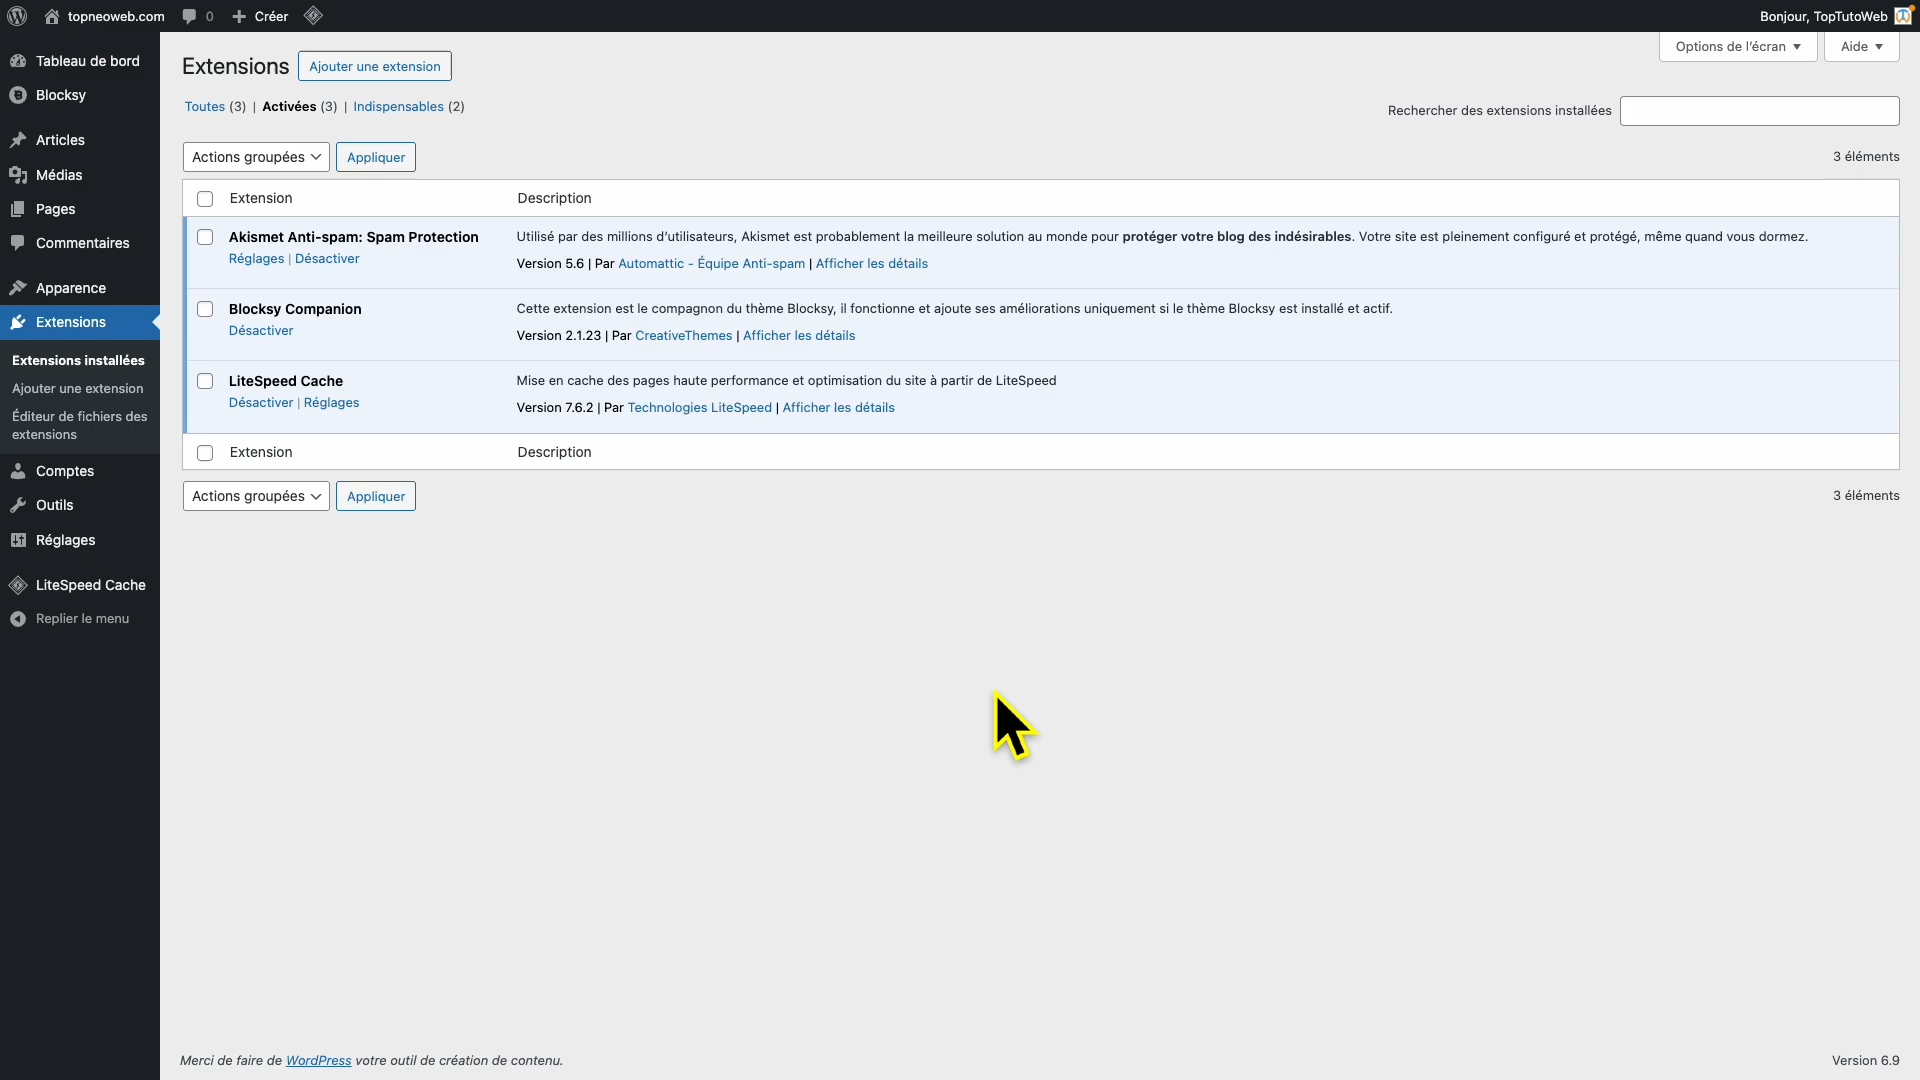 topneoweb.com 0 Créer Bonjour, TopTutoWeb
Options de l'écran Aide
Tableau de bord
Blocksy
Articles
Médias
Pages
Commentaires
Apparence
Extensions
Extensions installées
Ajouter une extension
Éditeur de fichiers des
extensions
Comptes
Outils
Réglages
LiteSpeed Cache
Replier le menu
Extensions Ajouter une extension
Toutes (3) | Activées (3) | Indispensables (2)
Rechercher des extensions installées
Actions groupées Appliquer 3 éléments
Extension Description
Akismet Anti-spam: Spam Protection Utilisé par des millions d'utilisateurs, Akismet est probablement la meilleure solution au monde pour protéger votre blog des indésirables. Votre site est pleinement configuré et protégé, même quand vous dormez.
Réglages | Désactiver Version 5.6 | Par Automattic - Équipe Anti-spam | Afficher les détails
Blocksy Companion Cette extension est le compagnon du thème Blocksy, il fonctionne et ajoute ses améliorations uniquement si le thème Blocksy est installé et actif.
Désactiver Version 2.1.23 | Par CreativeThemes | Afficher les détails
LiteSpeed Cache Mise en cache des pages haute performance et optimisation du site à partir de LiteSpeed
Désactiver | Réglages Version 7.6.2 | Par Technologies LiteSpeed | Afficher les détails
Extension Description
Actions groupées Appliquer 3 éléments
Merci de faire de WordPress votre outil de création de contenu. Version 6.9